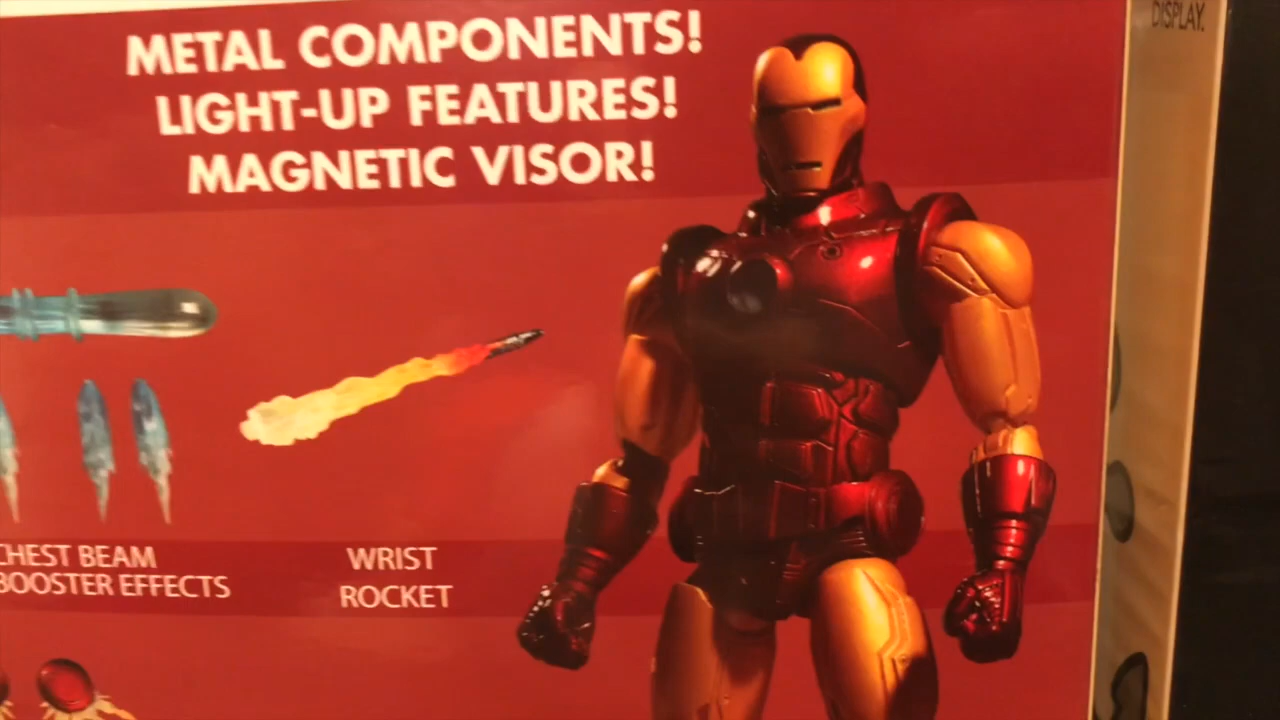 METAL COMPONENTS!
LIGHT-UP FEATURES!
MAGNETIC VISOR!
DISPLAY.
CHEST BEAM
BOOSTER EFFECTS
WRIST
ROCKET